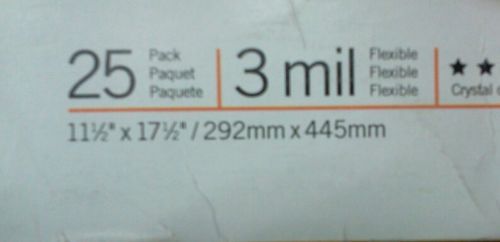 25 Pack Paquet Paquete
3 mil Flexible Flexible Flexible
★★
Crystal
11½" x 17½" / 292mm x 445mm